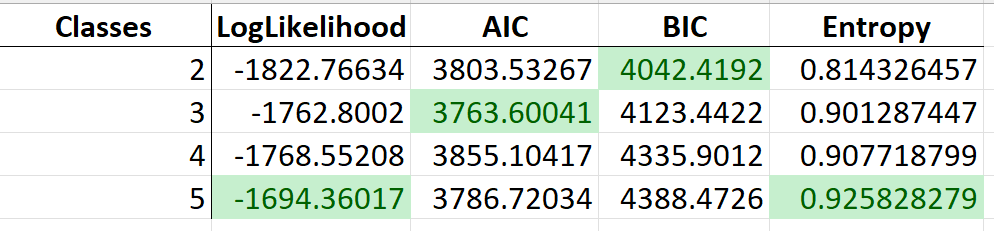 Classes LogLikelihood AIC BIC Entropy
2 -1822.76634 3803.53267 4042.4192 0.814326457
3 -1762.8002 3763.60041 4123.4422 0.901287447
4 -1768.55208 3855.10417 4335.9012 0.907718799
5 -1694.36017 3786.72034 4388.4726 0.925828279